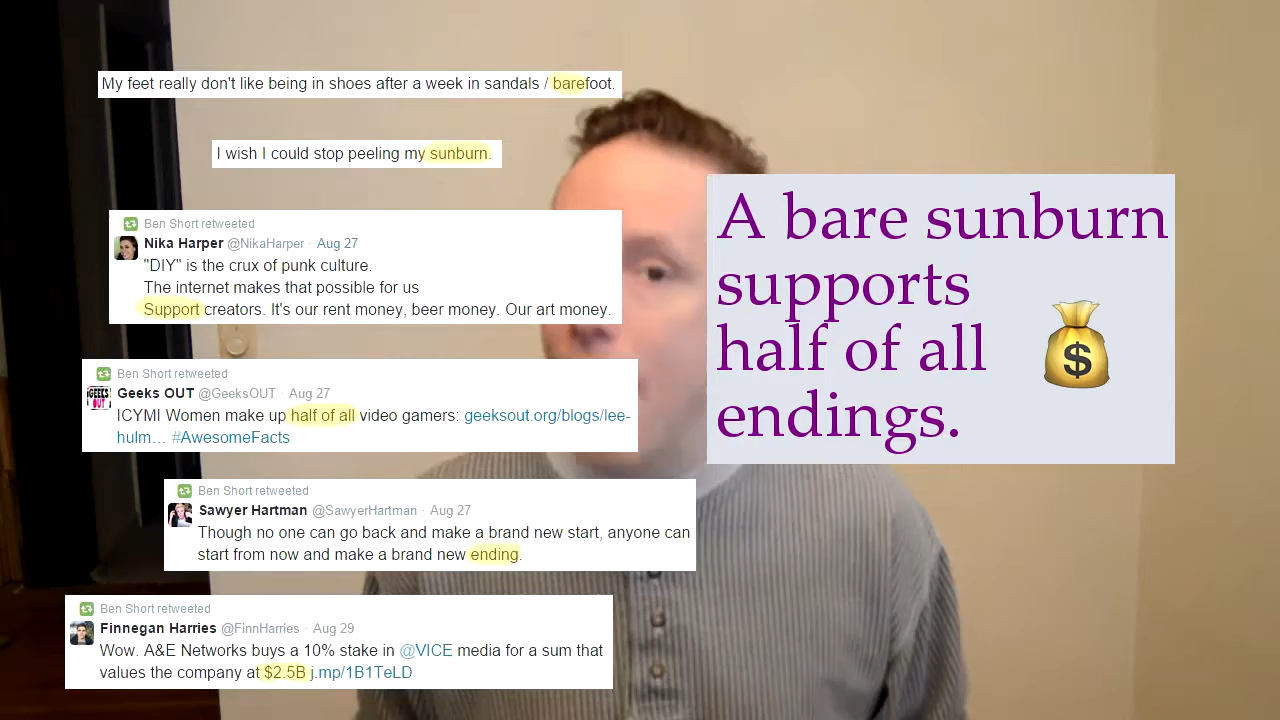 My feet really don't like being in shoes after a week in sandals / barefoot.
I wish I could stop peeling my sunburn.
Ben Short retweeted
Nika Harper @NikaHarper · Aug 27
"DIY" is the crux of punk culture.
The internet makes that possible for us
Support creators. It's our rent money, beer money. Our art money.
Ben Short retweeted
GEEKS OUT
Geeks OUT @GeeksOUT · Aug 27
ICYMI Women make up half of all video gamers: geeksout.org/blogs/lee-
hulm… #AwesomeFacts
Ben Short retweeted
Sawyer Hartman @SawyerHartman · Aug 27
Though no one can go back and make a brand new start, anyone can
start from now and make a brand new ending.
Ben Short retweeted
Finnegan Harries @FinnHarries · Aug 29
Wow. A&E Networks buys a 10% stake in @VICE media for a sum that
values the company at $2.5B j.mp/1B1TeLD
A bare sunburn
supports
half of all
endings.
$